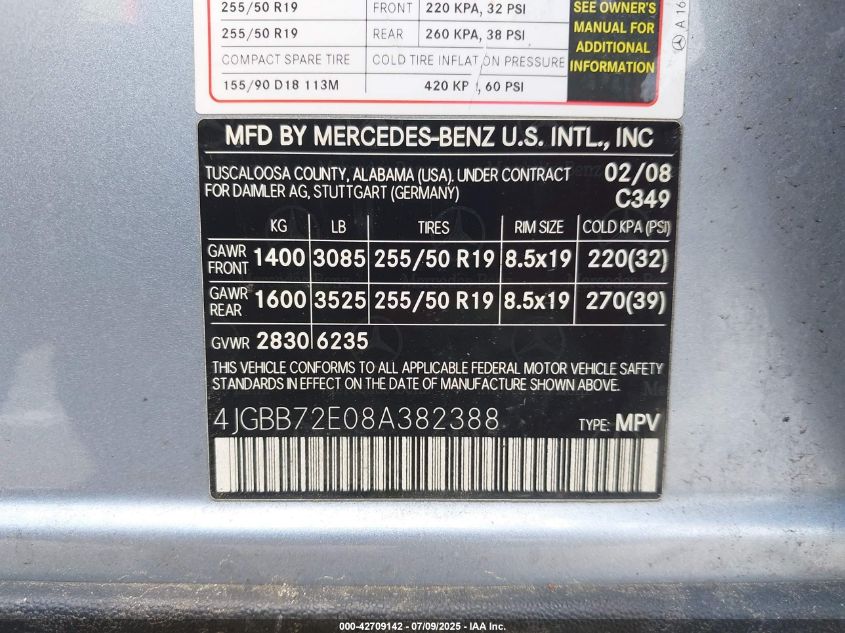 255/50 R19 FRONT 220 KPA, 32 PSI SEE OWNER'S
255/50 R19 REAR 260 KPA, 38 PSI MANUAL FOR
COMPACT SPARE TIRE COLD TIRE INFLATION PRESSURE ADDITIONAL
155/90 D18 113M 420 KPA, 60 PSI INFORMATION
A 16
MFD BY MERCEDES-BENZ U.S. INTL., INC
TUSCALOOSA COUNTY, ALABAMA (USA). UNDER CONTRACT 02/08
FOR DAIMLER AG, STUTTGART (GERMANY) C349
KG LB TIRES RIM SIZE COLD KPA (PSI)
GAWR FRONT 1400 3085 255/50 R19 8.5x19 220(32)
GAWR REAR 1600 3525 255/50 R19 8.5x19 270(39)
GVWR 2830 6235
THIS VEHICLE CONFORMS TO ALL APPLICABLE FEDERAL MOTOR VEHICLE SAFETY
STANDARDS IN EFFECT ON THE DATE OF MANUFACTURE SHOWN ABOVE.
4JGBB72E08A382388 TYPE: MPV
000-42709142 - 07/09/2025 - IAA Inc.